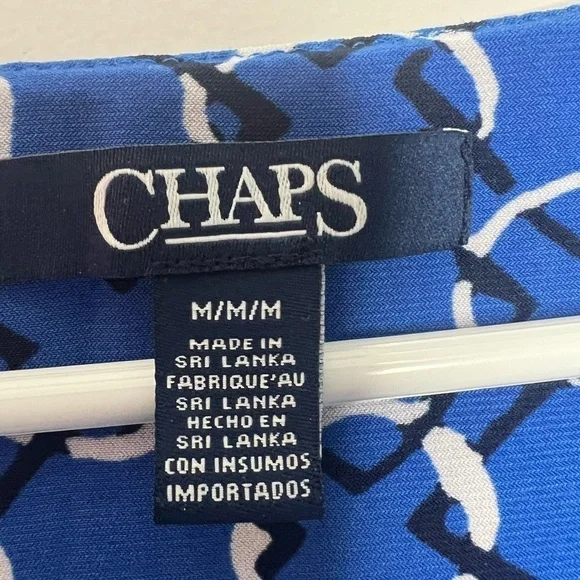 CHAPS
M/M/M
MADE IN
SRI LANKA
FABRIQUE'AU
SRI LANKA
HECHO EN
SRI LANKA
CON INSUMOS
IMPORTADOS